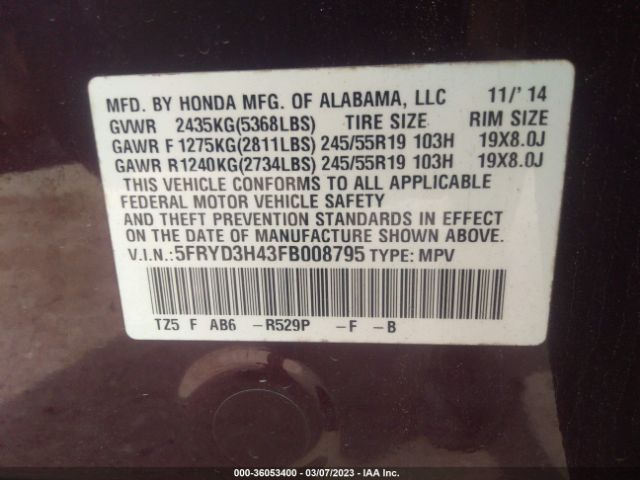 MFD. BY HONDA MFG. OF ALABAMA, LLC 11/' 14
GVWR 2435KG(5368LBS) TIRE SIZE RIM SIZE
GAWR F 1275KG(2811LBS) 245/55R19 103H 19X8.0J
GAWR R1240KG(2734LBS) 245/55R19 103H 19X8.0J
THIS VEHICLE CONFORMS TO ALL APPLICABLE
FEDERAL MOTOR VEHICLE SAFETY
AND THEFT PREVENTION STANDARDS IN EFFECT
ON THE DATE OF MANUFACTURE SHOWN ABOVE.
V.I.N.: 5FRYD3H43FB008795 TYPE: MPV
TZ5 F AB6 -R529P -F -B
000-36053400 - 03/07/2023 - IAA Inc.